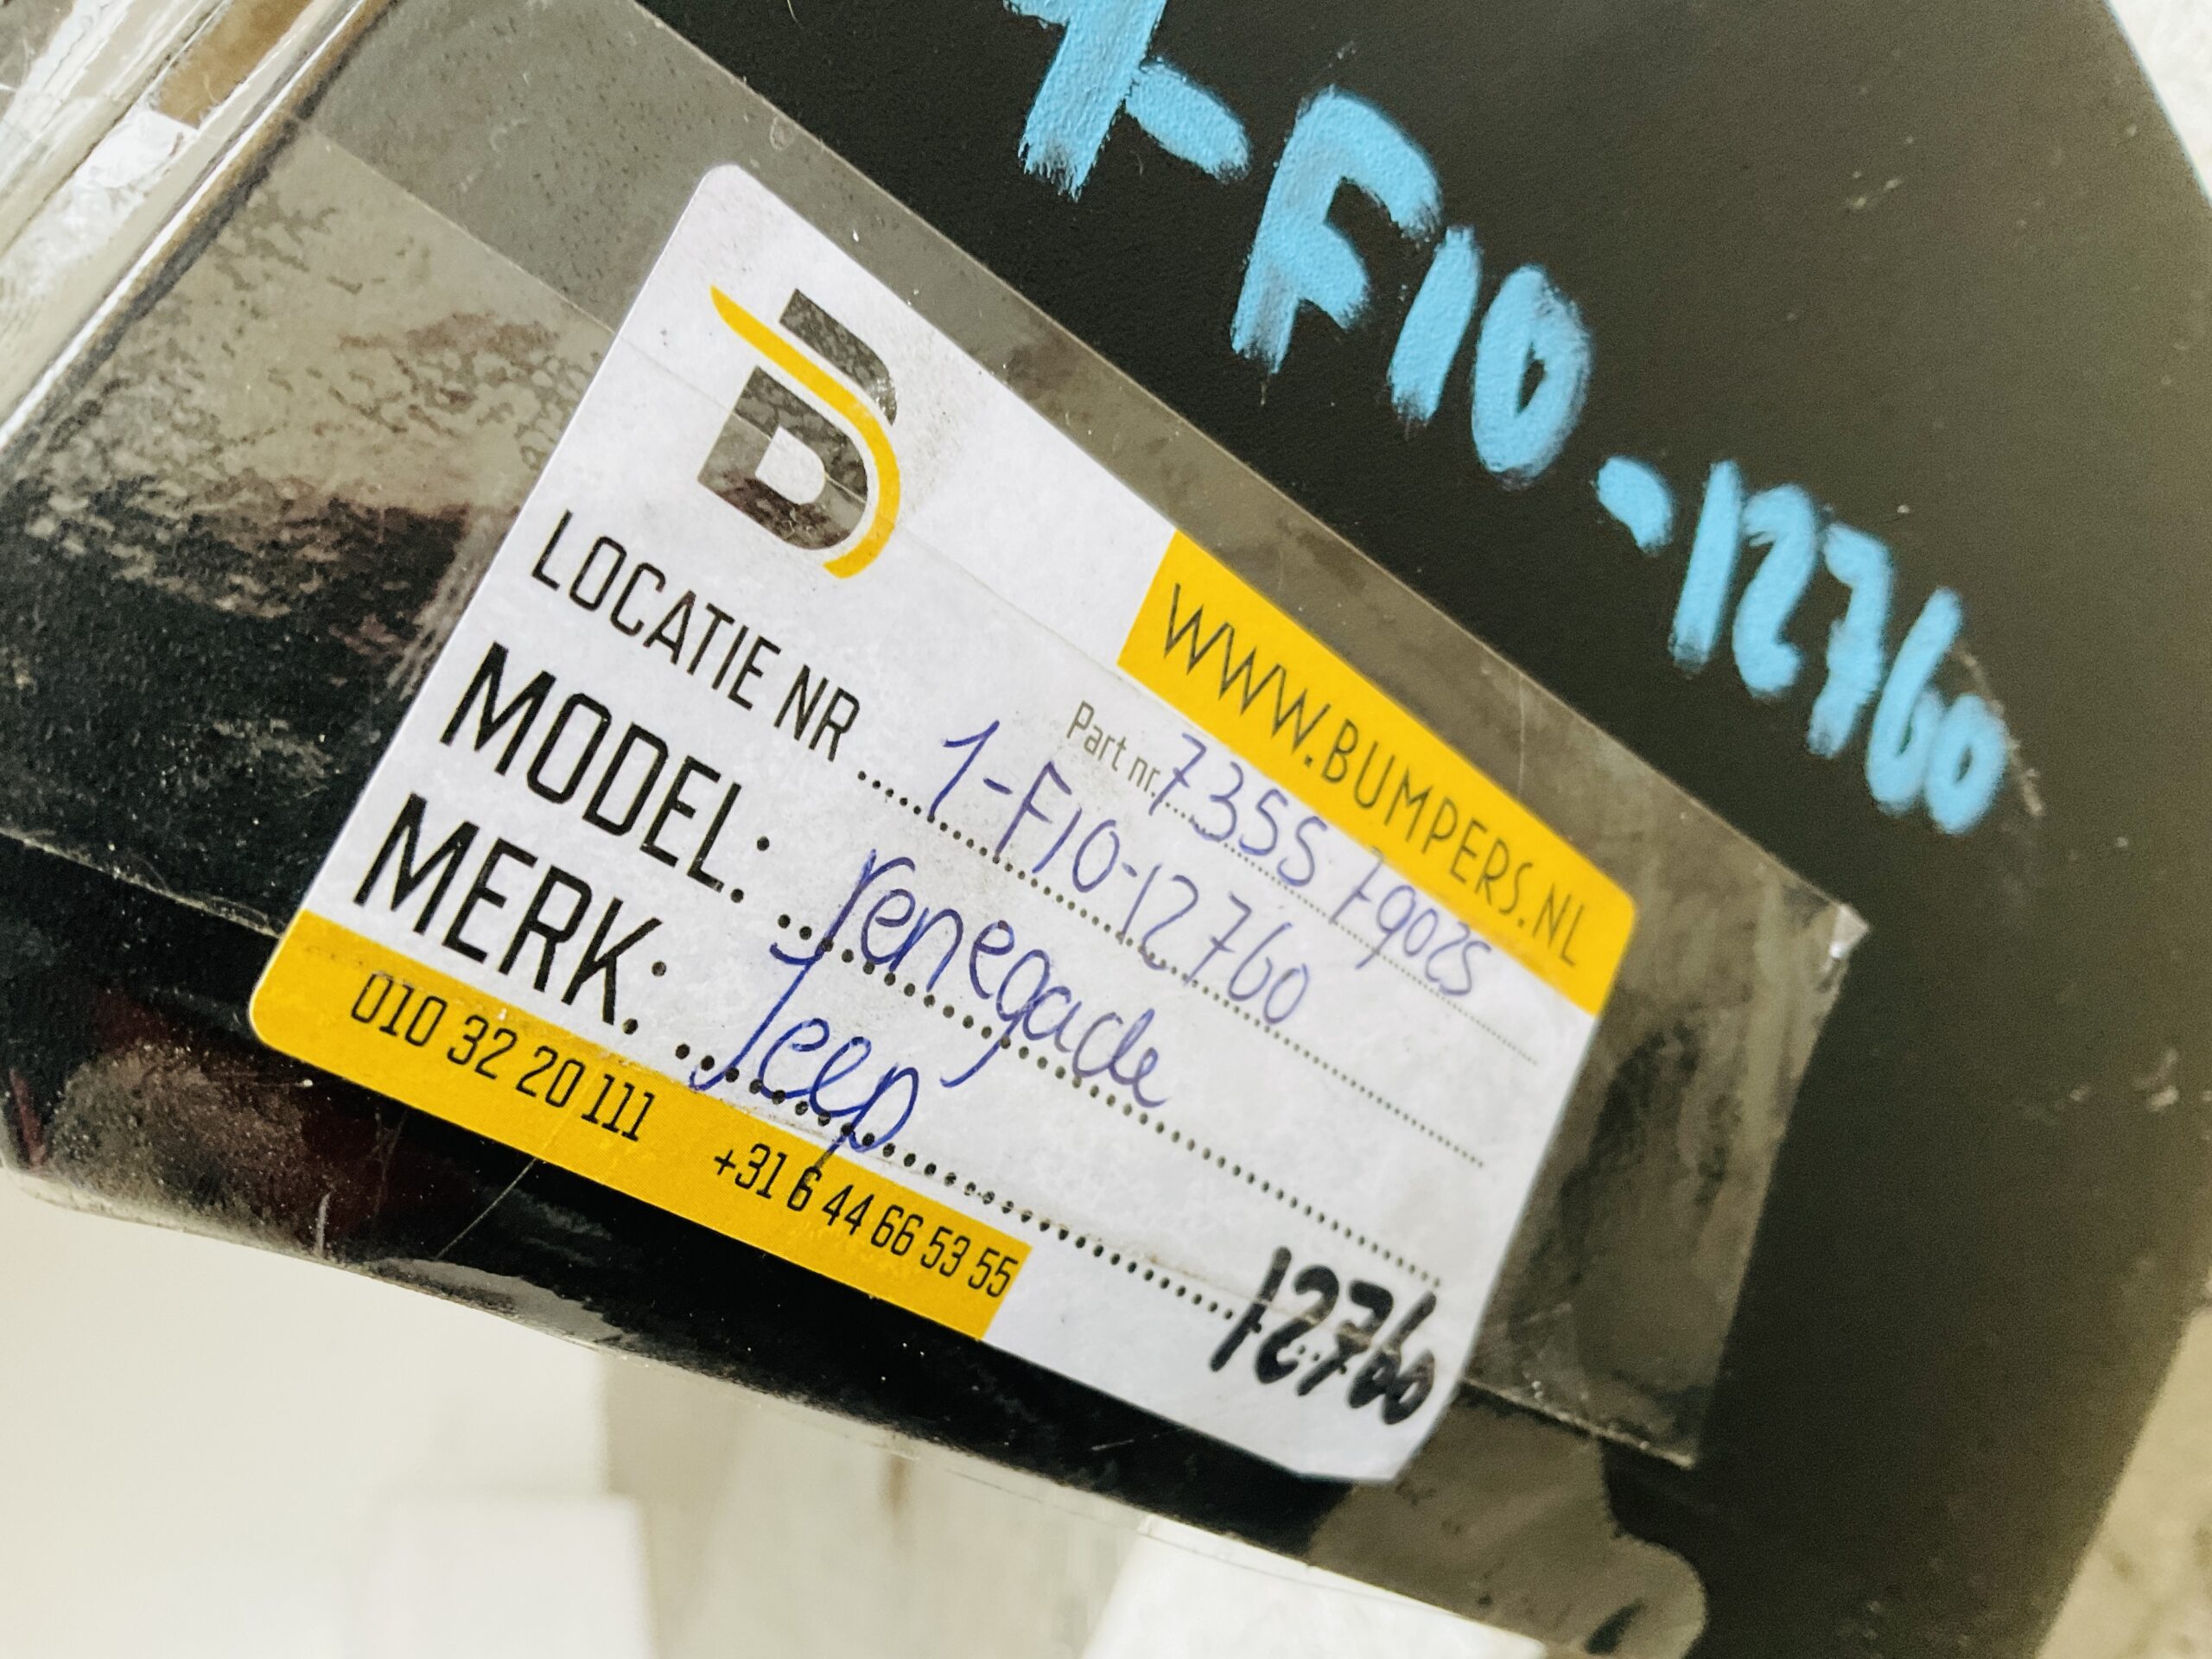 1-F10-12760
B
WWW.BUMPERS.NL
Part nr. 7355 79025
LOCATIE NR ..... 1-F10-12760
MODEL: renegade
MERK: Jeep
010 32 20 111 +31 6 44 66 53 55
12760